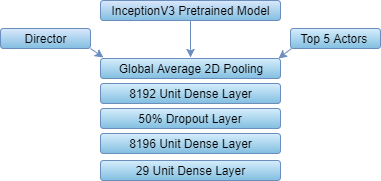 InceptionV3 Pretrained Model
Director
Top 5 Actors
Global Average 2D Pooling
8192 Unit Dense Layer
50% Dropout Layer
8196 Unit Dense Layer
29 Unit Dense Layer